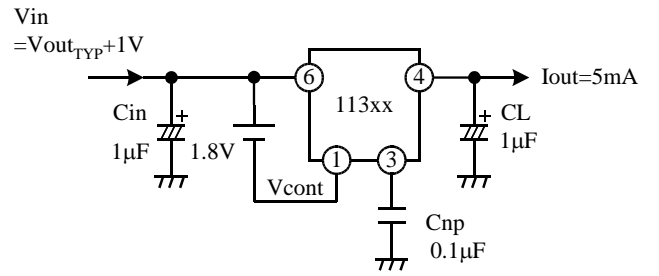 Vin
=VoutTYP+1V
6
4
Iout=5mA
113xx
Cin
+
1μF
1.8V
+
CL
1μF
1
3
Vcont
Cnp
0.1μF